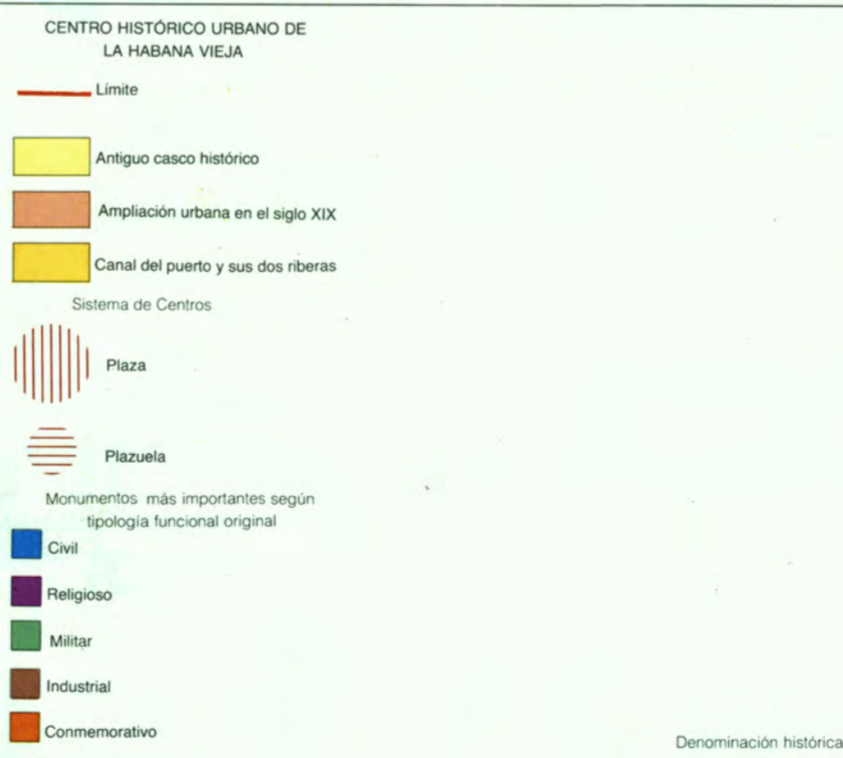 CENTRO HISTÓRICO URBANO DE
LA HABANA VIEJA
Límite
Antiguo casco histórico
Ampliación urbana en el siglo XIX
Canal del puerto y sus dos riberas
Sistema de Centros
Plaza
Plazuela
Monumentos más importantes según
tipología funcional original
Civil
Religioso
Militar
Industrial
Conmemorativo
Denominación histórica